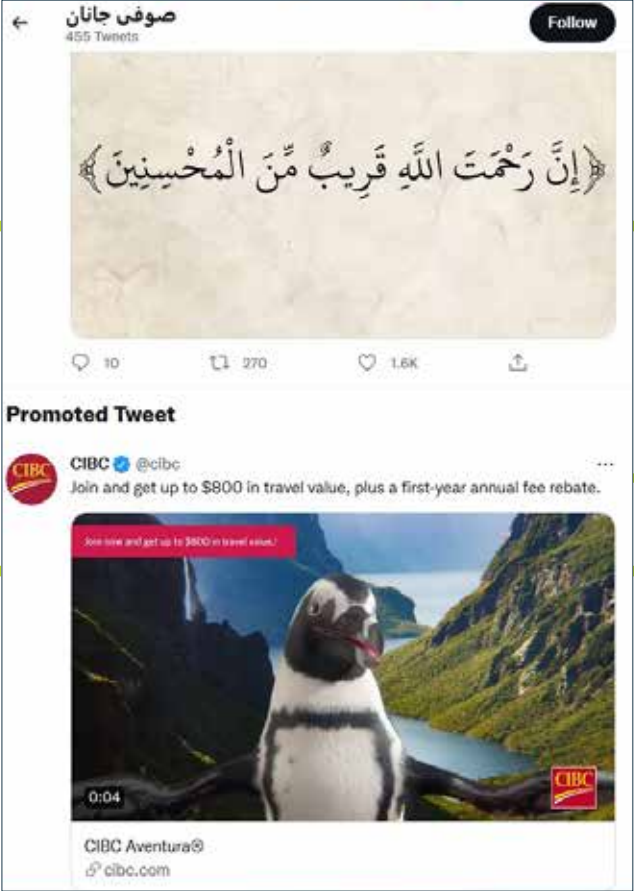 صوفی جانان
455 Tweets
Follow
﴿إِنَّ رَحْمَتَ اللَّهِ قَرِيبٌ مِّنَ الْمُحْسِنِينَ﴾
10
270
1.6K
Promoted Tweet
CIBC
CIBC @cibc
Join and get up to $800 in travel value, plus a first-year annual fee rebate.
Join now and get up to $800 in travel value.¹
0:04
CIBC
CIBC Aventura®
cibc.com